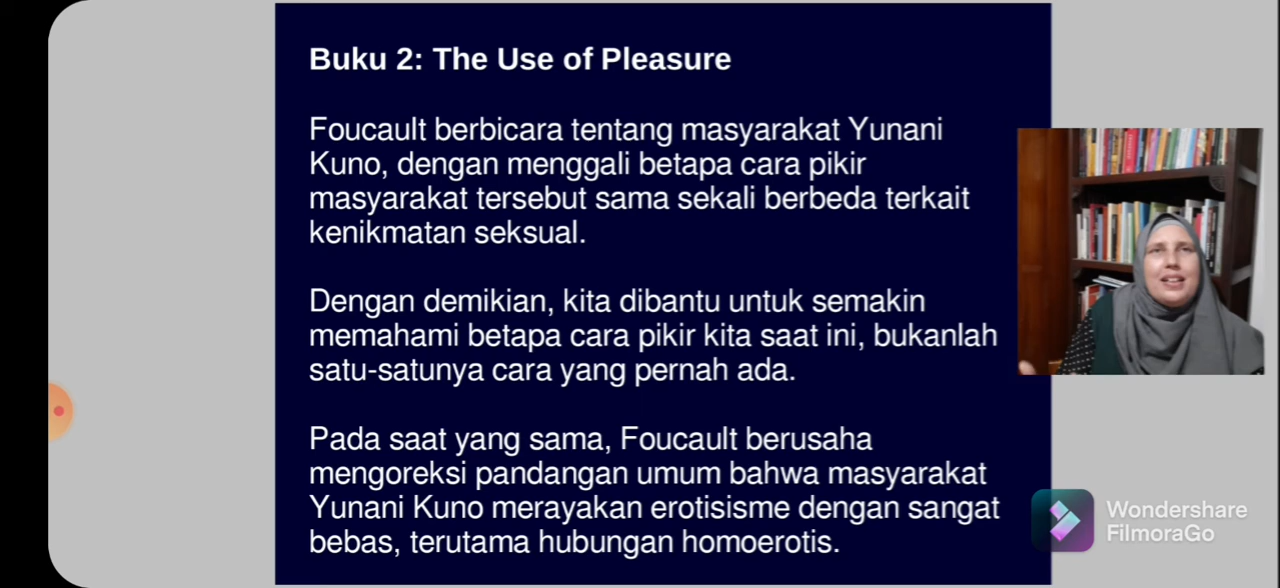 Buku 2: The Use of Pleasure
Foucault berbicara tentang masyarakat Yunani
Kuno, dengan menggali betapa cara pikir
masyarakat tersebut sama sekali berbeda terkait
kenikmatan seksual.
Dengan demikian, kita dibantu untuk semakin
memahami betapa cara pikir kita saat ini, bukanlah
satu-satunya cara yang pernah ada.
Pada saat yang sama, Foucault berusaha
mengoreksi pandangan umum bahwa masyarakat
Yunani Kuno merayakan erotisisme dengan sangat
bebas, terutama hubungan homoerotis.
Wondershare
FilmoraGo